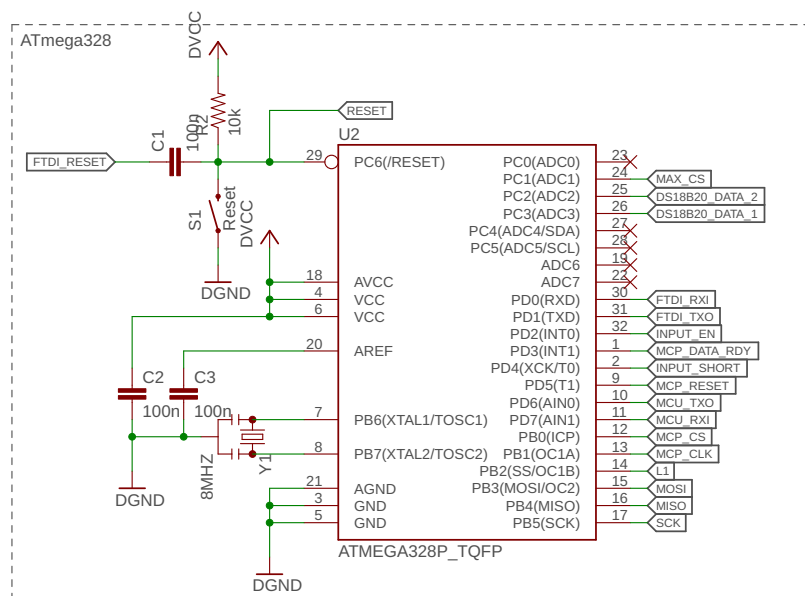 ATmega328
DVCC
R2
10k
C1
100n
FTDI_RESET
RESET
S1
Reset
DGND
DVCC
U2
29 PC6(/RESET)
18 AVCC
4 VCC
6 VCC
20 AREF
7 PB6(XTAL1/TOSC1)
8 PB7(XTAL2/TOSC2)
21 AGND
3 GND
5 GND
C2
100n
C3
100n
8MHZ
Y1
DGND
DGND
PC0(ADC0) 23
PC1(ADC1) 24 MAX_CS
PC2(ADC2) 25 DS18B20_DATA_2
PC3(ADC3) 26 DS18B20_DATA_1
PC4(ADC4/SDA) 27
PC5(ADC5/SCL) 28
ADC6 19
ADC7 22
PD0(RXD) 30 FTDI_RXI
PD1(TXD) 31 FTDI_TXO
PD2(INT0) 32 INPUT_EN
PD3(INT1) 1 MCP_DATA_RDY
PD4(XCK/T0) 2 INPUT_SHORT
PD5(T1) 9 MCP_RESET
PD6(AIN0) 10 MCU_TXO
PD7(AIN1) 11 MCU_RXI
PB0(ICP) 12 MCP_CS
PB1(OC1A) 13 MCP_CLK
PB2(SS/OC1B) 14 L1
PB3(MOSI/OC2) 15 MOSI
PB4(MISO) 16 MISO
PB5(SCK) 17 SCK
ATMEGA328P_TQFP